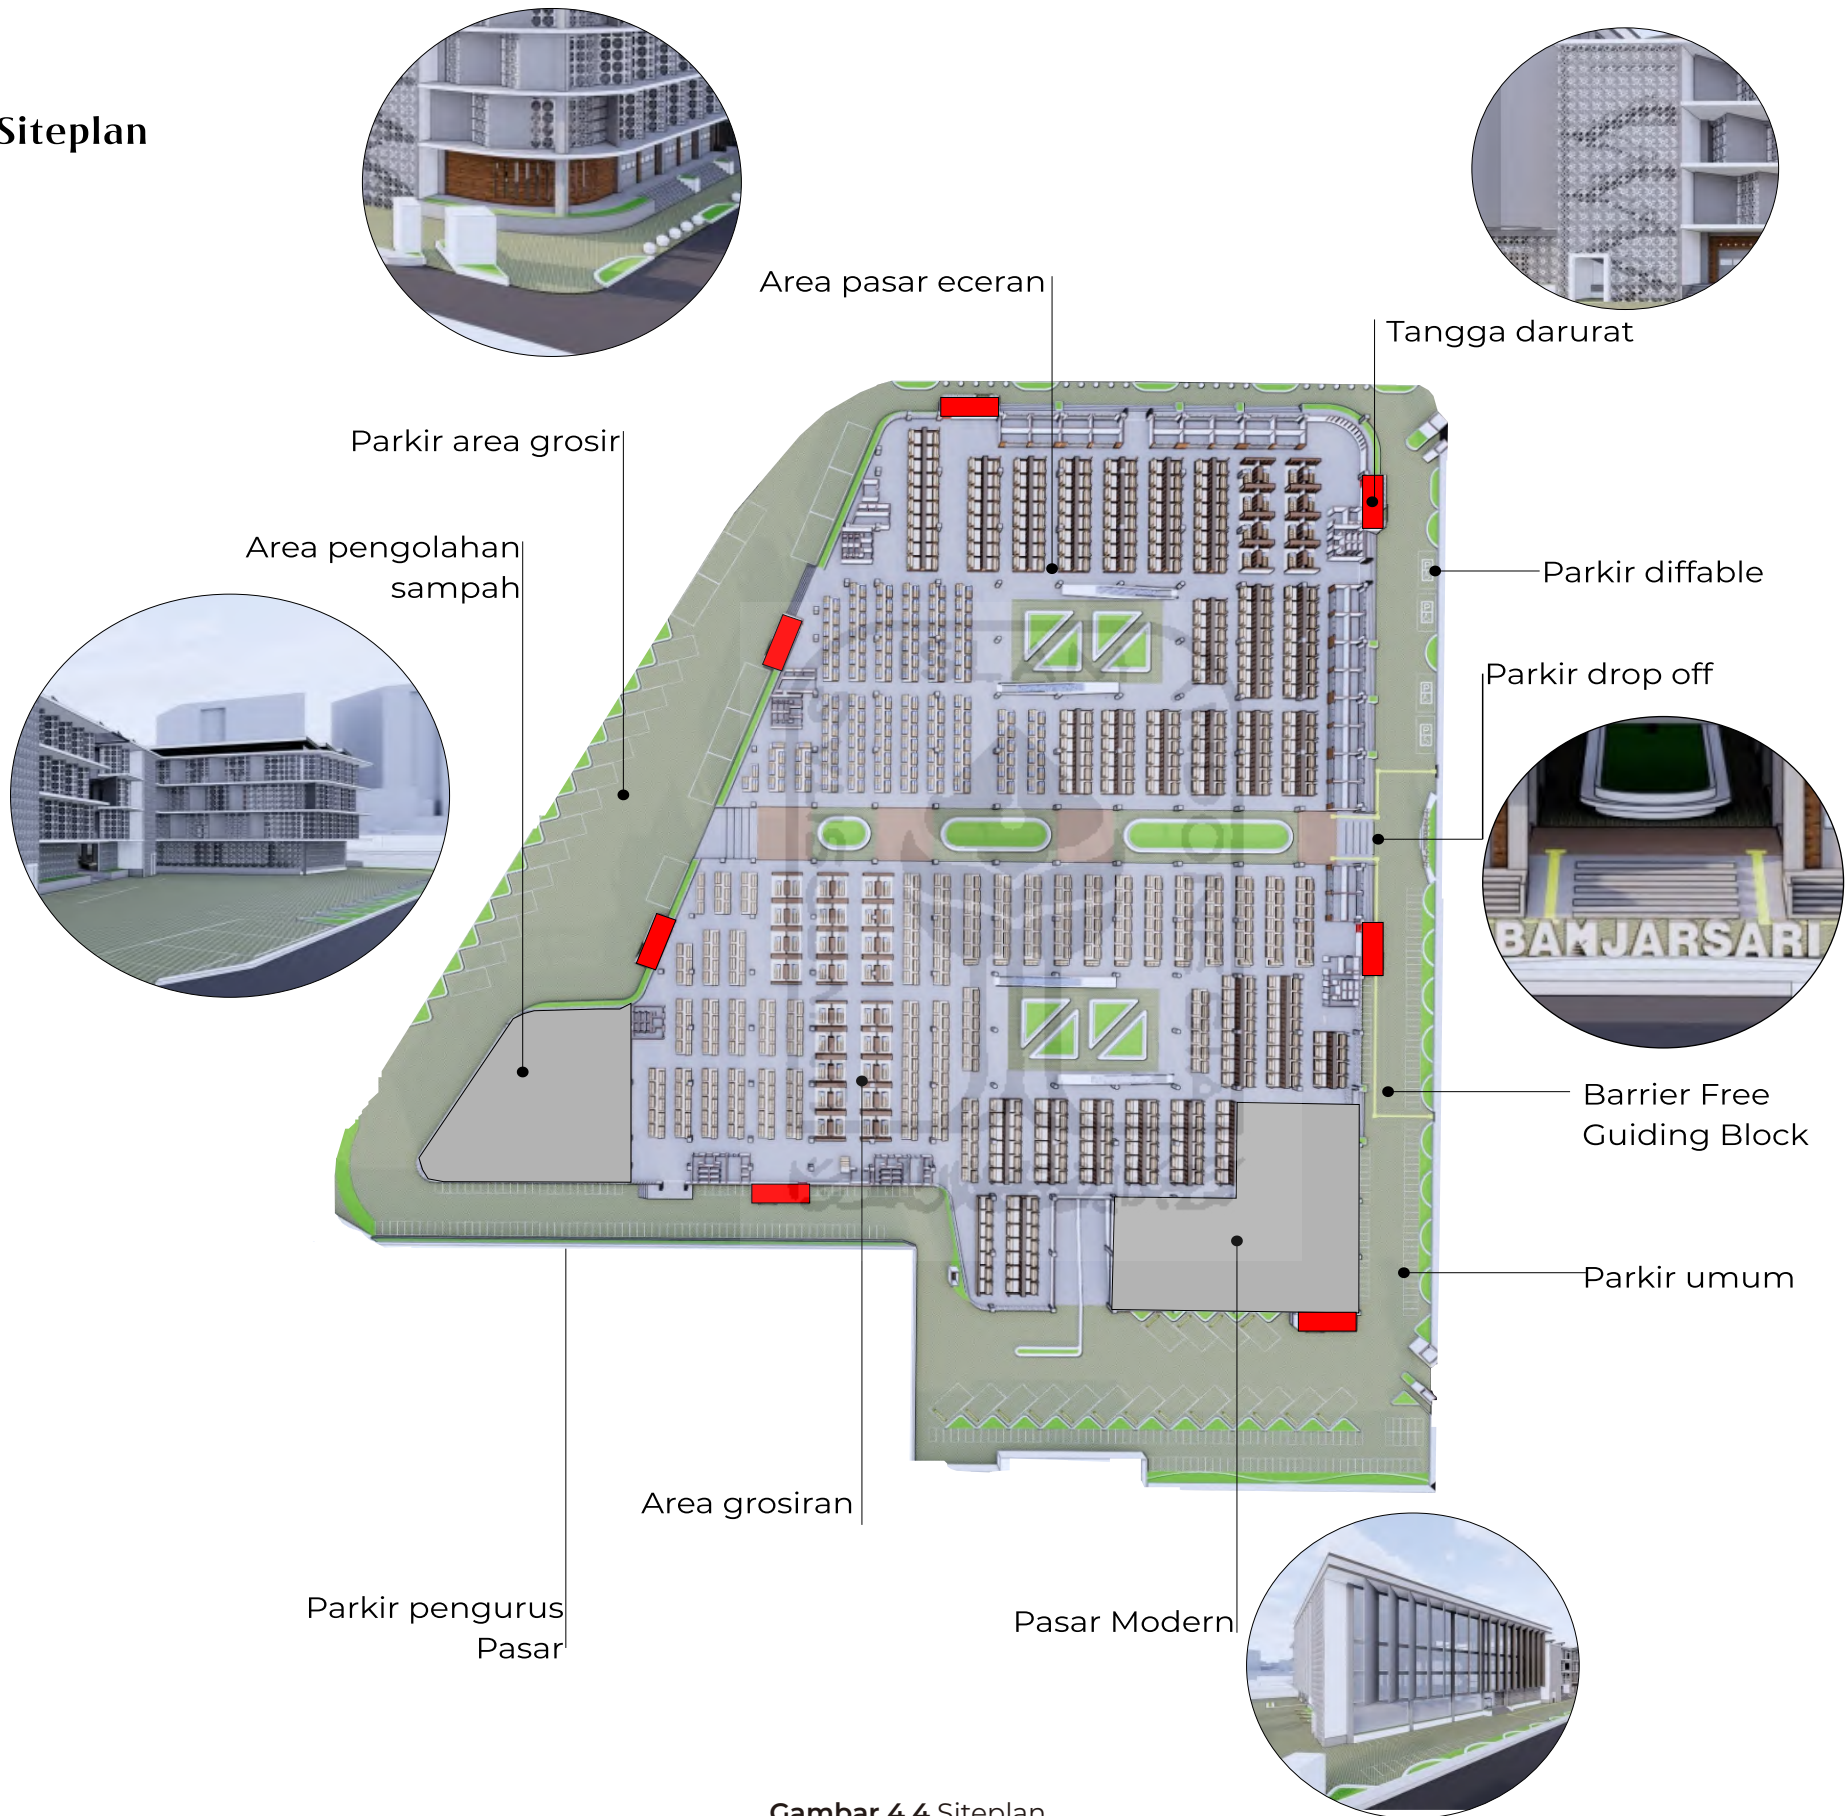 Siteplan
Area pasar eceran
Tangga darurat
Parkir area grosir
Area pengolahan
sampah
Parkir diffable
Parkir drop off
BANJARSARI
Barrier Free
Guiding Block
Parkir umum
Area grosiran
Parkir pengurus
Pasar
Pasar Modern
Gambar 4.4 Siteplan